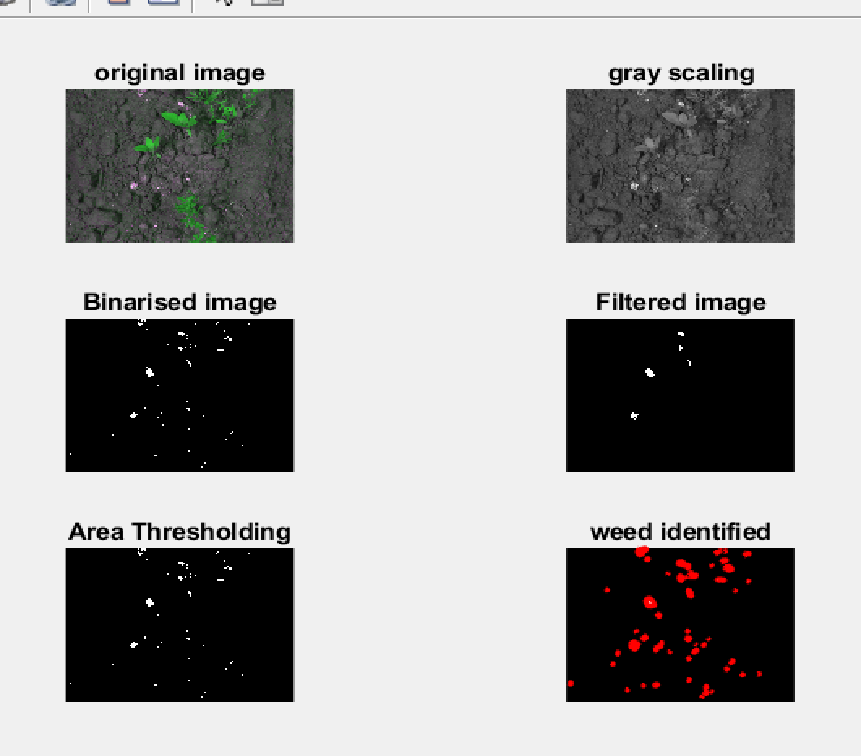 original image
gray scaling
Binarised image
Filtered image
Area Thresholding
weed identified